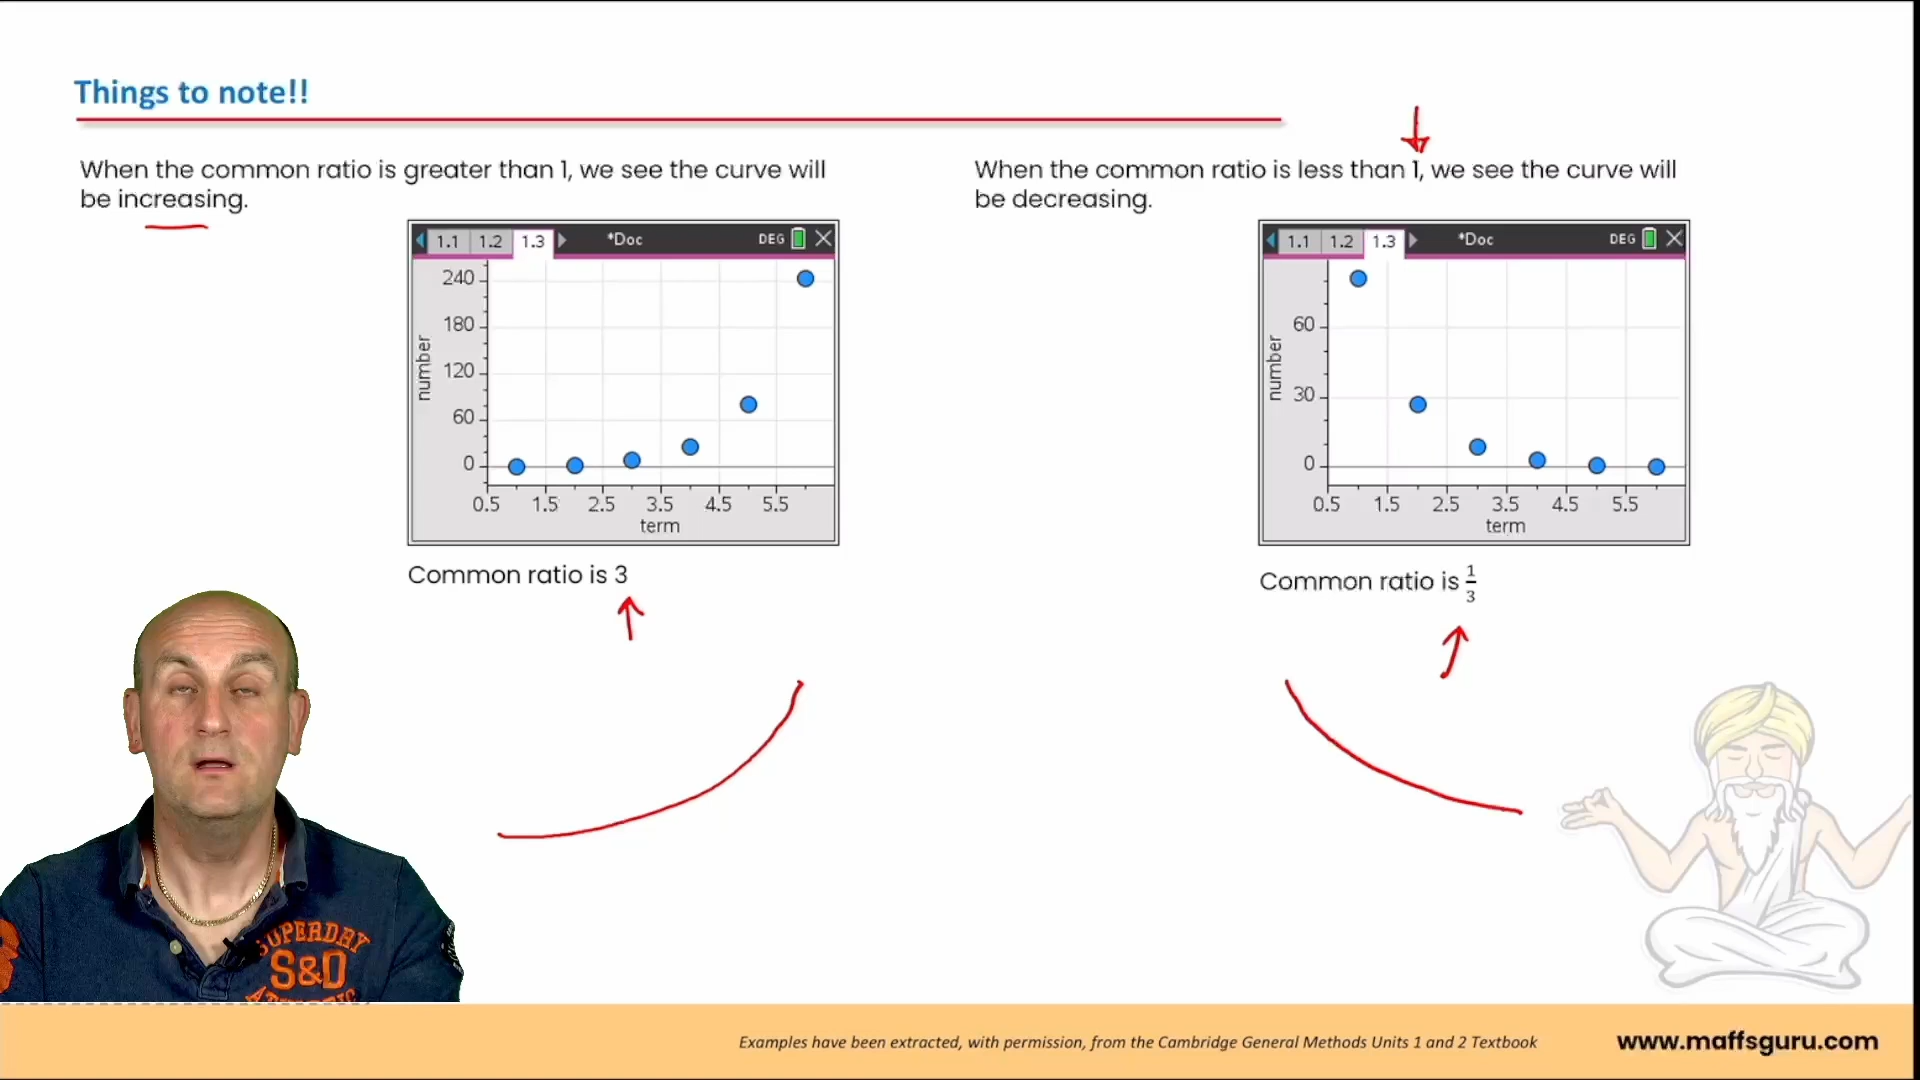 Things to note!!
When the common ratio is greater than 1, we see the curve will
be increasing.
1.1 1.2 1.3 *Doc DEG
240
180
120
60
0
number
0.5 1.5 2.5 3.5 4.5 5.5
term
Common ratio is 3
When the common ratio is less than 1, we see the curve will
be decreasing.
1.1 1.2 1.3 *Doc DEG
60
30
0
number
0.5 1.5 2.5 3.5 4.5 5.5
term
Common ratio is 1/3
SUPERDRY
S&D
Examples have been extracted, with permission, from the Cambridge General Methods Units 1 and 2 Textbook
www.maffsguru.com